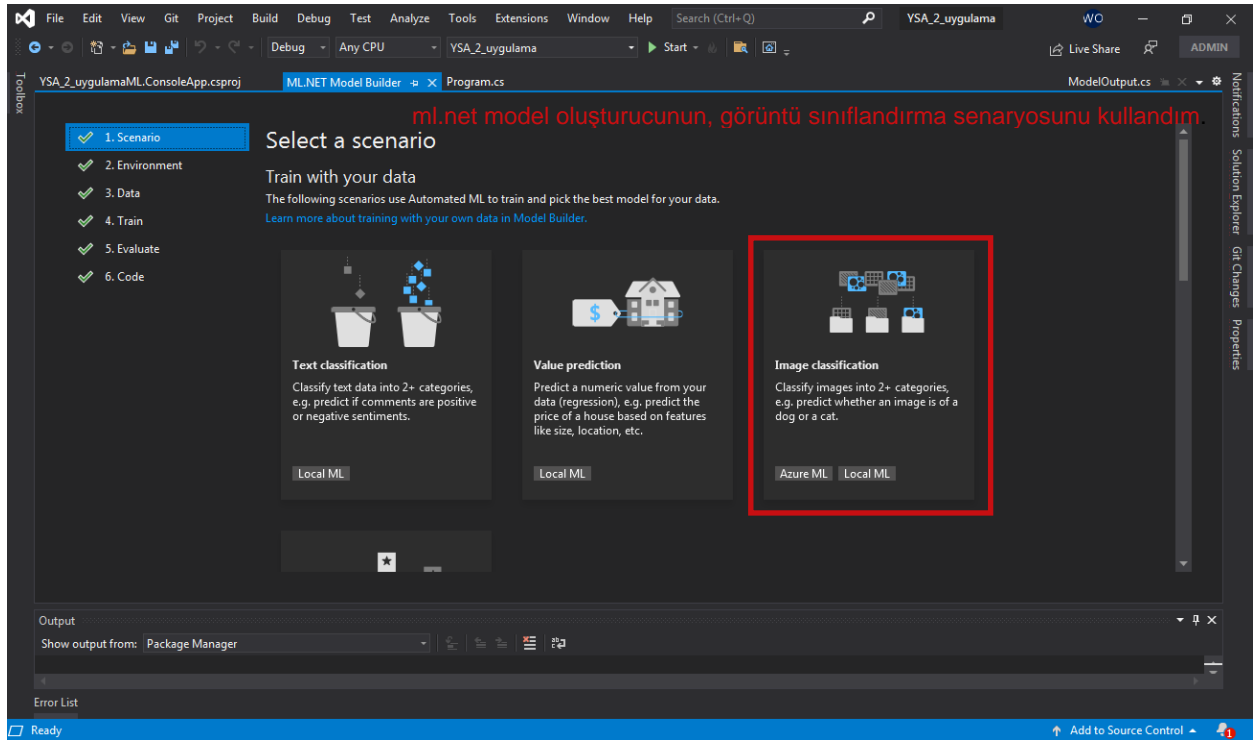 File Edit View Git Project Build Debug Test Analyze Tools Extensions Window Help Search (Ctrl+Q) YSA_2_uygulama WO
Debug Any CPU YSA_2_uygulama Start Live Share ADMIN
Toolbox
YSA_2_uygulamaML.ConsoleApp.csproj ML.NET Model Builder Program.cs ModelOutput.cs
ml.net model oluşturucunun, görüntü sınıflandırma senaryosunu kullandım.
1. Scenario
2. Environment
3. Data
4. Train
5. Evaluate
6. Code
Select a scenario
Train with your data
The following scenarios use Automated ML to train and pick the best model for your data.
Learn more about training with your own data in Model Builder.
Text classification
Classify text data into 2+ categories,
e.g. predict if comments are positive
or negative sentiments.
Local ML
Value prediction
Predict a numeric value from your
data (regression), e.g. predict the
price of a house based on features
like size, location, etc.
Local ML
Image classification
Classify images into 2+ categories,
e.g. predict whether an image is of a
dog or a cat.
Azure ML Local ML
Notifications
Solution Explorer
Git Changes
Properties
Output
Show output from: Package Manager
Error List
Ready Add to Source Control 1